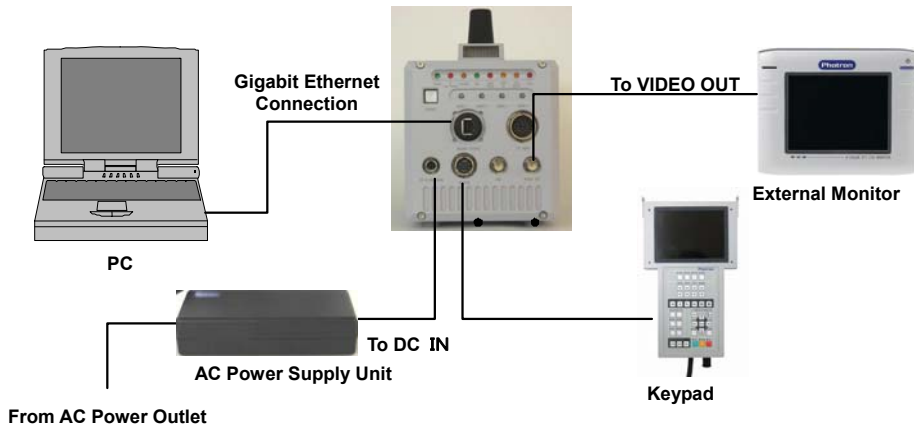 Gigabit Ethernet
Connection
To VIDEO OUT
Photron
External Monitor
PC
To DC IN
AC Power Supply Unit
Keypad
From AC Power Outlet